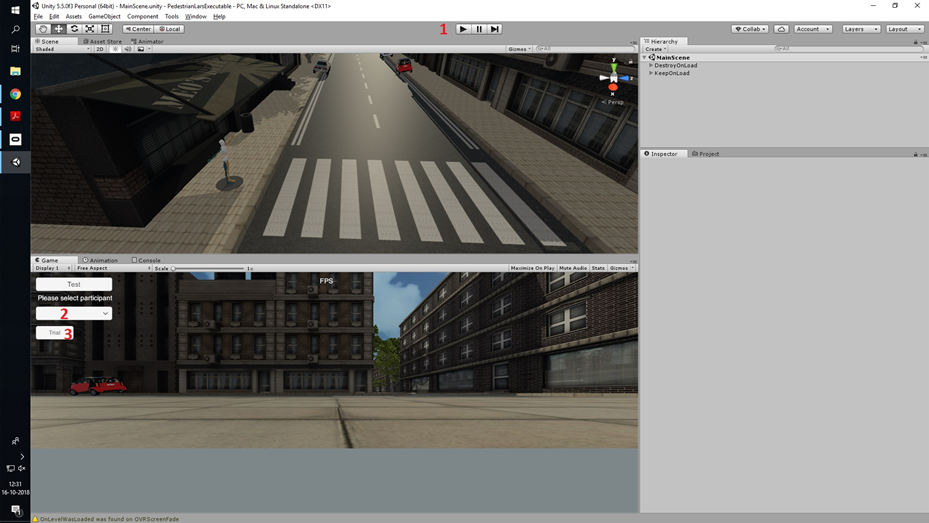 Unity 5.5.0f3 Personal (64bit) - MainScene.unity - PedestrianLarsExecutable - PC, Mac & Linux Standalone <DX11>
File Edit Assets GameObject Component Tools Window Help
Center Local
1
Collab Account Layers Layout
Scene Asset Store Animator
Shaded 2D Gizmos All
y
z
x
Persp
Hierarchy
Create All
MainScene
DestroyOnLoad
KeepOnLoad
Inspector Project
Game Animation Console
Display 1 Free Aspect Scale 1x Maximize On Play Mute Audio Stats Gizmos
Test
FPS
Please select participant
2
Trial 3
12:31
16-10-2018
OnLevelWasLoaded was found on OVRScreenFade